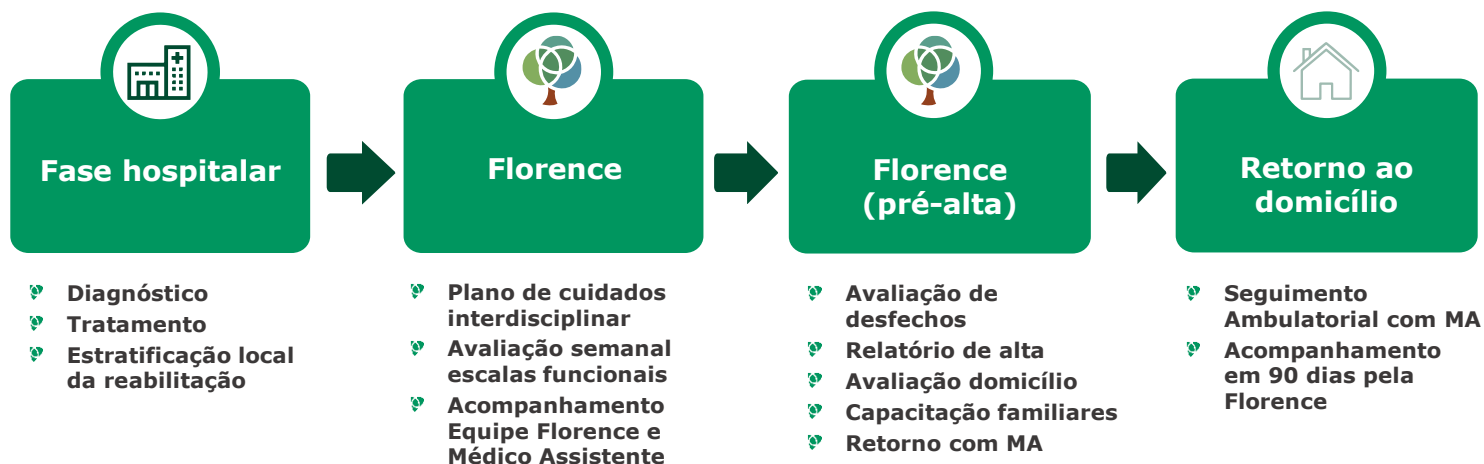 Fase hospitalar
Diagnóstico
Tratamento
Estratificação local
da reabilitação
Florence
Plano de cuidados
interdisciplinar
Avaliação semanal
escalas funcionais
Acompanhamento
Equipe Florence e
Médico Assistente
Florence
(pré-alta)
Avaliação de
desfechos
Relatório de alta
Avaliação domicílio
Capacitação familiares
Retorno com MA
Retorno ao
domicílio
Seguimento
Ambulatorial com MA
Acompanhamento
em 90 dias pela
Florence